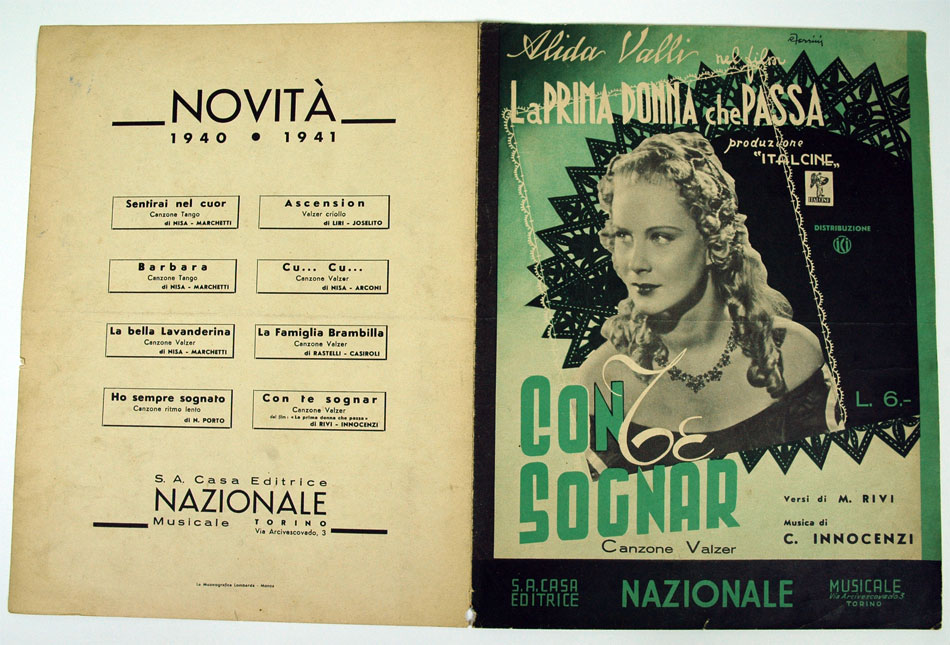 NOVITÀ
1940 • 1941
Sentirai nel cuor
Canzone Tango
di NISA - MARCHETTI
Ascension
Valzer criollo
di LIRI - JOSELITO
Barbara
Canzone Tango
di NISA - MARCHETTI
Cu... Cu...
Canzone Valzer
di NISA - ARCONI
La bella Lavanderina
Canzone Valzer
di NISA - MARCHETTI
La Famiglia Brambilla
Canzone Valzer
di RASTELLI - CASIROLI
Ho sempre sognato
Canzone ritmo lento
di N. PORTO
Con te sognar
Canzone Valzer
dal film: «La prima donna che passa»
di RIVI - INNOCENZI
S. A. Casa Editrice
NAZIONALE
Musicale TORINO
Via Arcivescovado, 3
Alida Valli nel film
La PRIMA DONNA che PASSA
produzione
"ITALCINE"
ITALCINE
DISTRIBUZIONE
ICI
CON TE
SOGNAR
Canzone Valzer
L. 6.-
Versi di M. RIVI
Musica di
C. INNOCENZI
S.A. CASA
EDITRICE
NAZIONALE
MUSICALE
Via Arcivescovado 3
TORINO